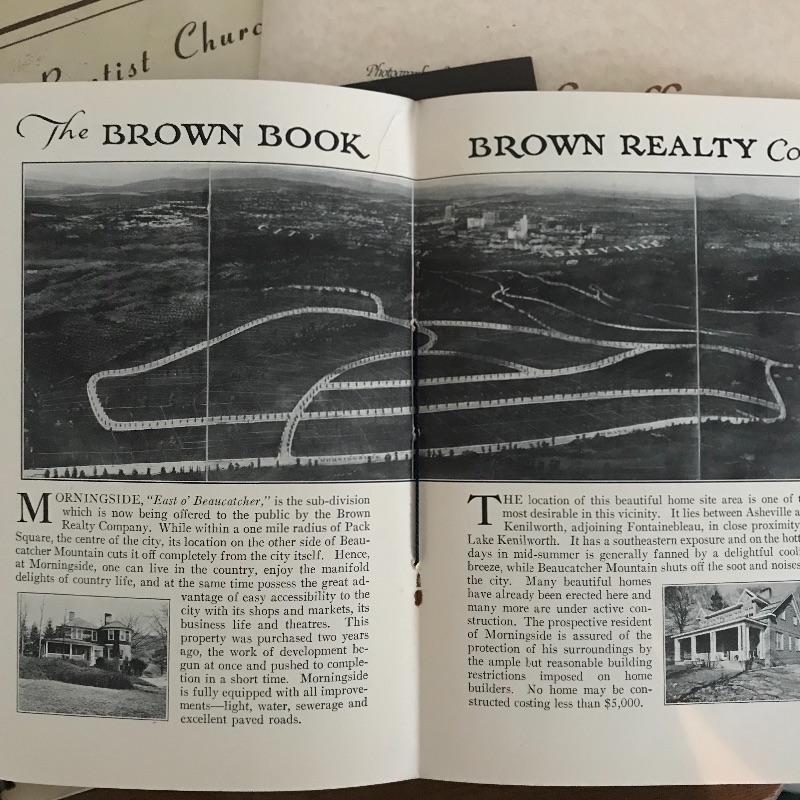 Baptist Churc
The BROWN BOOK
CITY
MORNINGSIDE, "East o' Beaucatcher," is the sub-division
which is now being offered to the public by the Brown
Realty Company. While within a one mile radius of Pack
Square, the centre of the city, its location on the other side of Beau-
catcher Mountain cuts it off completely from the city itself. Hence,
at Morningside, one can live in the country, enjoy the manifold
delights of country life, and at the same time possess the great ad-
vantage of easy accessibility to the
city with its shops and markets, its
business life and theatres. This
property was purchased two years
ago, the work of development be-
gun at once and pushed to comple-
tion in a short time. Morningside
is fully equipped with all improve-
ments—light, water, sewerage and
excellent paved roads.
BROWN REALTY Co
ASHEVILLE
THE location of this beautiful home site area is one of t
most desirable in this vicinity. It lies between Asheville a
Kenilworth, adjoining Fontainebleau, in close proximity
Lake Kenilworth. It has a southeastern exposure and on the hott
days in mid-summer is generally fanned by a delightful cool
breeze, while Beaucatcher Mountain shuts off the soot and noises
the city. Many beautiful homes
have already been erected here and
many more are under active con-
struction. The prospective resident
of Morningside is assured of the
protection of his surroundings by
the ample but reasonable building
restrictions imposed on home
builders. No home may be con-
structed costing less than $5,000.